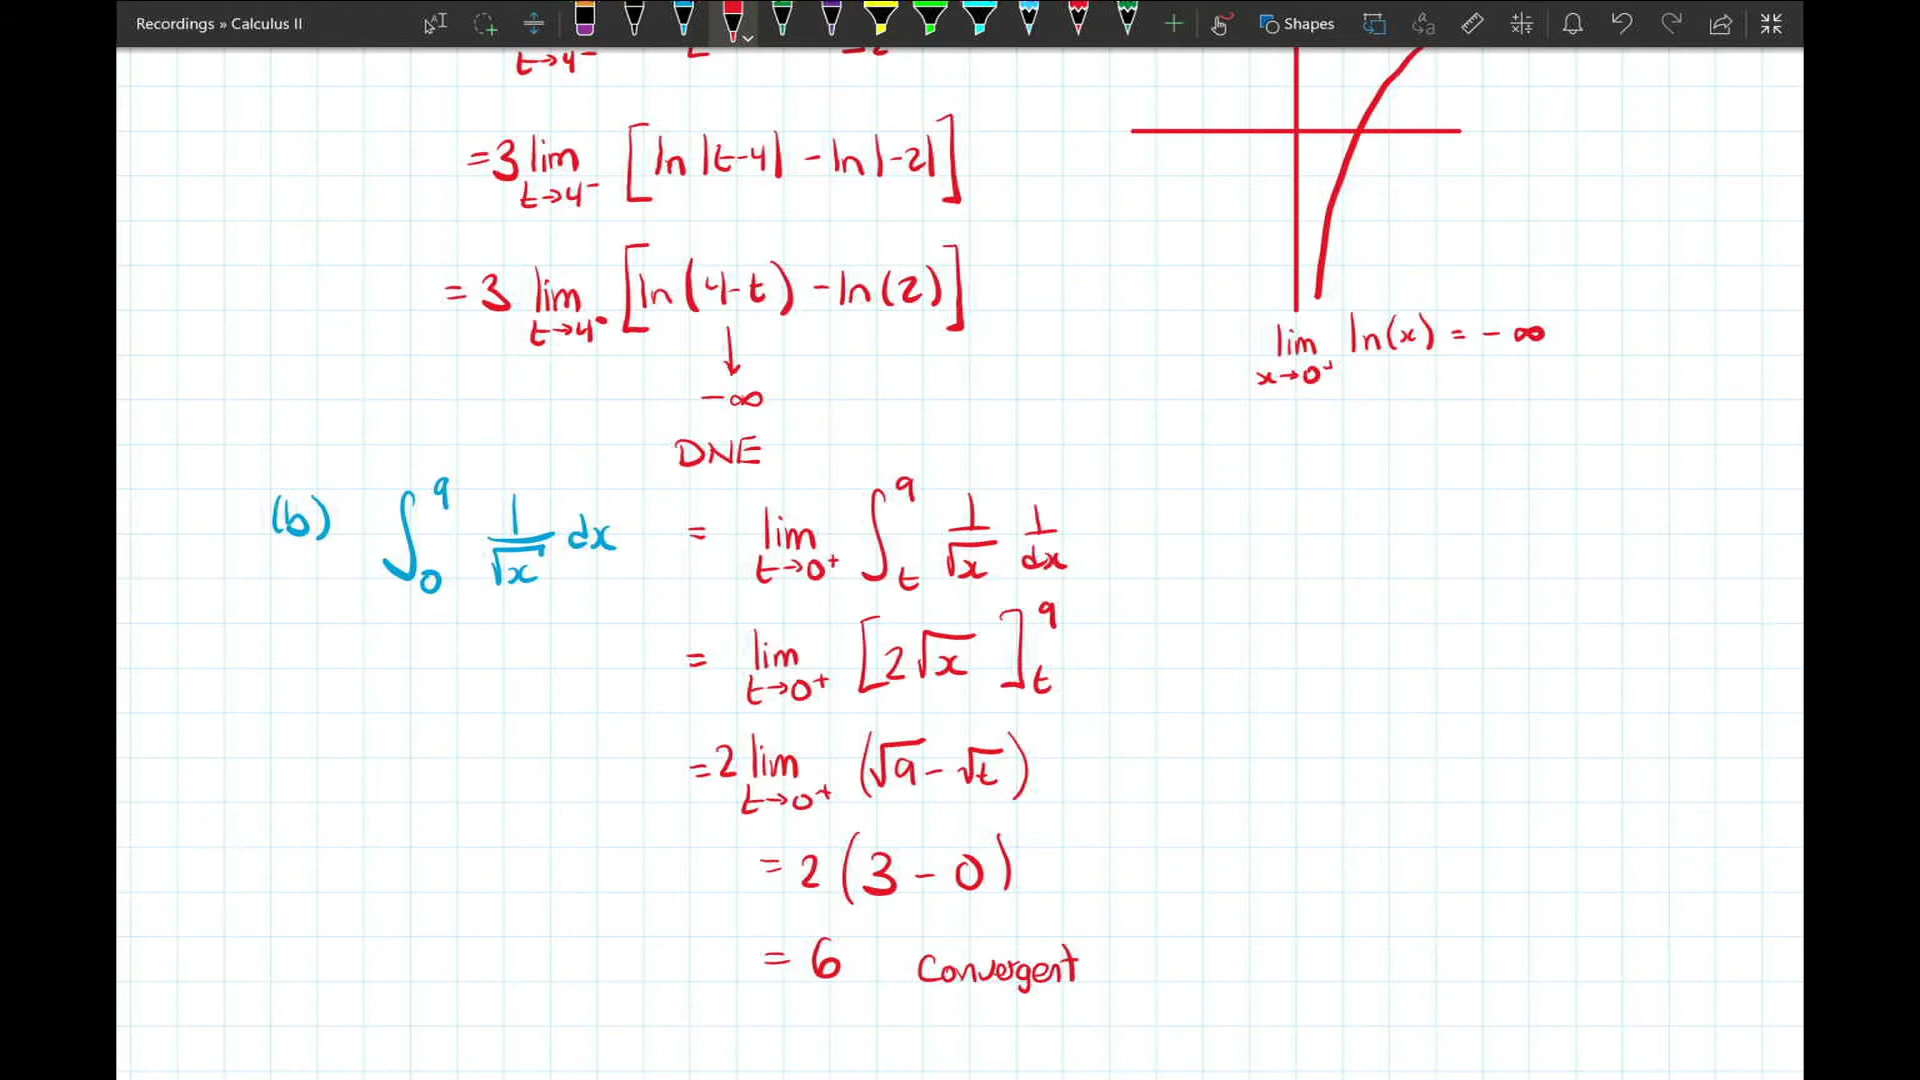 Recordings » Calculus II
Shapes
t→4⁻
=3 lim t→4⁻ [ln|t-4| - ln|-2|]
= 3 lim t→4⁻ [ln(4-t) - ln(2)]
-∞
DNE
lim x→0⁺ ln(x) = -∞
(b) ∫₀⁹ 1/√x dx = lim t→0⁺ ∫ₜ⁹ 1/√x 1/dx
= lim t→0⁺ [2√x]ₜ⁹
=2 lim t→0⁺ (√9 - √t)
= 2(3 - 0)
= 6 Convergent